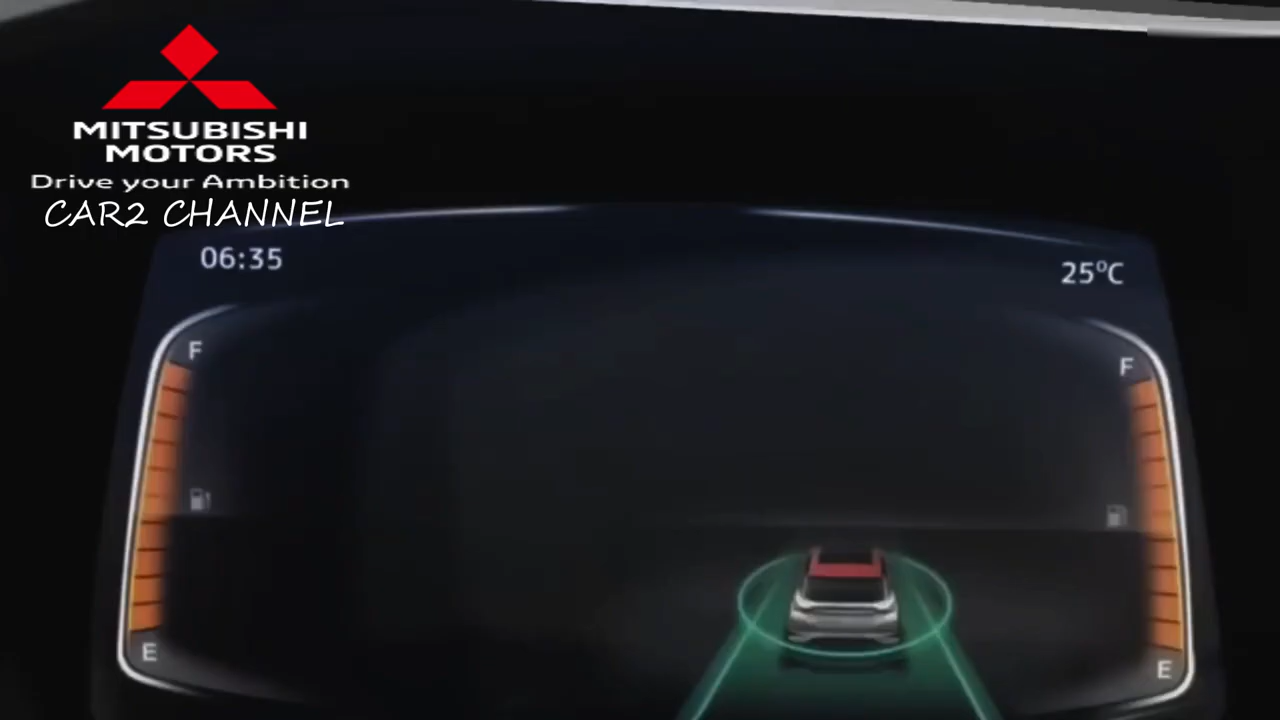 MITSUBISHI
MOTORS
Drive your Ambition
CAR2 CHANNEL
06:35
25°C
F
F
E
E